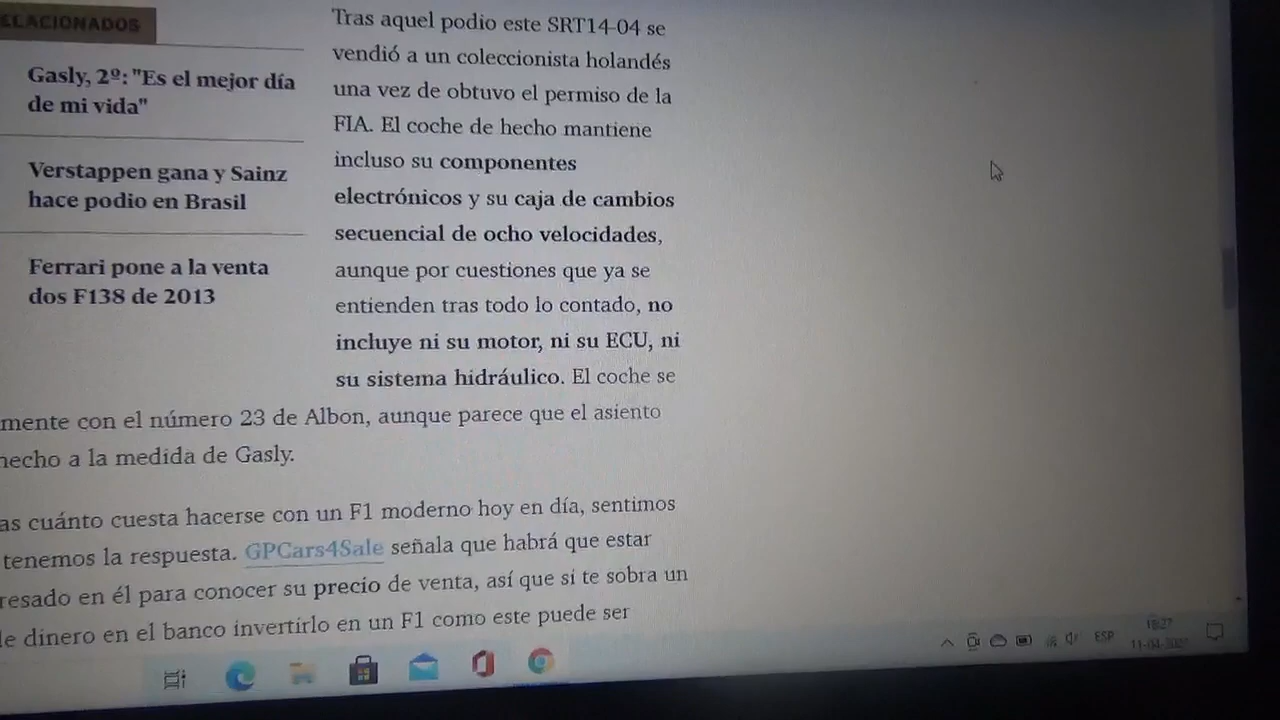 RELACIONADOS
Gasly, 2º: "Es el mejor día
de mi vida"
Verstappen gana y Sainz
hace podio en Brasil
Ferrari pone a la venta
dos F138 de 2013
Tras aquel podio este SRT14-04 se
vendió a un coleccionista holandés
una vez de obtuvo el permiso de la
FIA. El coche de hecho mantiene
incluso su componentes
electrónicos y su caja de cambios
secuencial de ocho velocidades,
aunque por cuestiones que ya se
entienden tras todo lo contado, no
incluye ni su motor, ni su ECU, ni
su sistema hidráulico. El coche se
mente con el número 23 de Albon, aunque parece que el asiento
hecho a la medida de Gasly.
as cuánto cuesta hacerse con un F1 moderno hoy en día, sentimos
tenemos la respuesta. GPCars4Sale señala que habrá que estar
resado en él para conocer su precio de venta, así que si te sobra un
de dinero en el banco invertirlo en un F1 como este puede ser
ESP
18:27